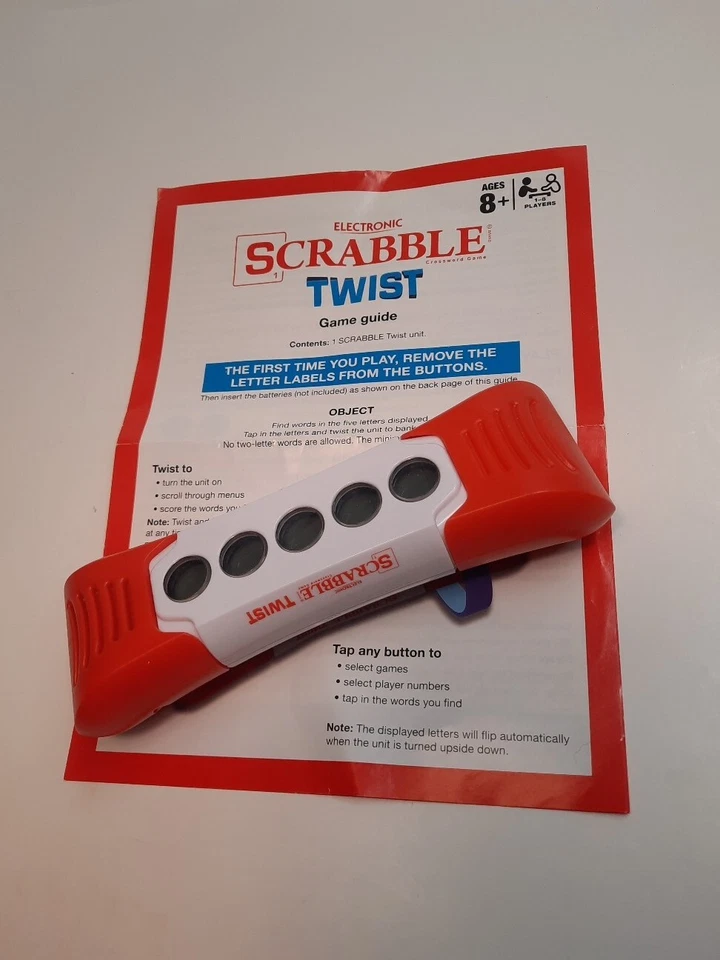 AGES
8+
1-8
PLAYERS
ELECTRONIC
SCRABBLE
1
Crossword Game
TWIST
Game guide
Contents: 1 SCRABBLE Twist unit.
THE FIRST TIME YOU PLAY, REMOVE THE
LETTER LABELS FROM THE BUTTONS.
Then insert the batteries (not included) as shown on the back page of this guide.
OBJECT
Find words in the five letters displayed.
Tap in the letters and twist the unit to bank
No two-letter words are allowed. The
Twist to
• turn the unit on
• scroll through menus
• score the words you
Note: Twist and
at any
ELECTRONIC
SCRABBLE
TWIST
Tap any button to
• select games
• select player numbers
• tap in the words you find
Note: The displayed letters will flip automatically
when the unit is turned upside down.